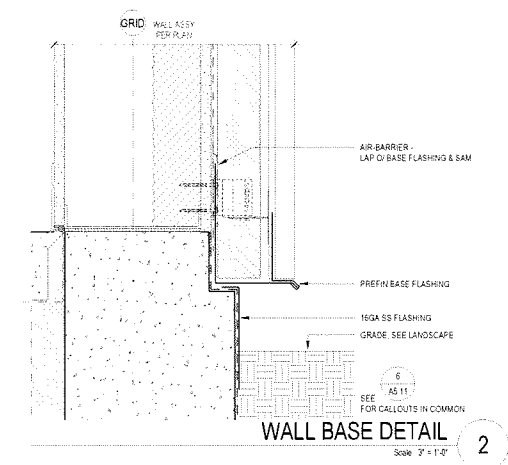 GRID
WALL ASSY
PER PLAN
AIR-BARRIER -
LAP O/ BASE FLASHING & SAM
PREFIN BASE FLASHING
16GA SS FLASHING
GRADE, SEE LANDSCAPE
6
A5.11
SEE
FOR CALLOUTS IN COMMON
WALL BASE DETAIL
2
Scale 3" = 1'-0"